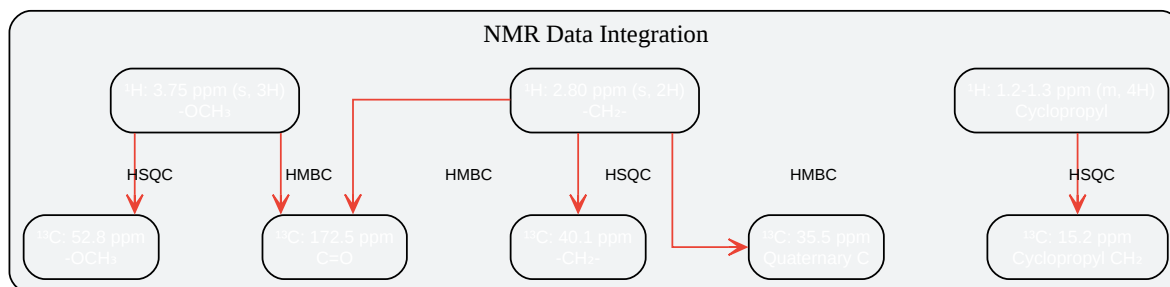 NMR Data Integration
¹H: 3.75 ppm (s, 3H)
-OCH₃
¹H: 2.80 ppm (s, 2H)
-CH₂-
¹H: 1.2-1.3 ppm (m, 4H)
Cyclopropyl
HSQC
HMBC
HMBC
HSQC
HMBC
HSQC
¹³C: 52.8 ppm
-OCH₃
¹³C: 172.5 ppm
C=O
¹³C: 40.1 ppm
-CH₂-
¹³C: 35.5 ppm
Quaternary C
¹³C: 15.2 ppm
Cyclopropyl CH₂